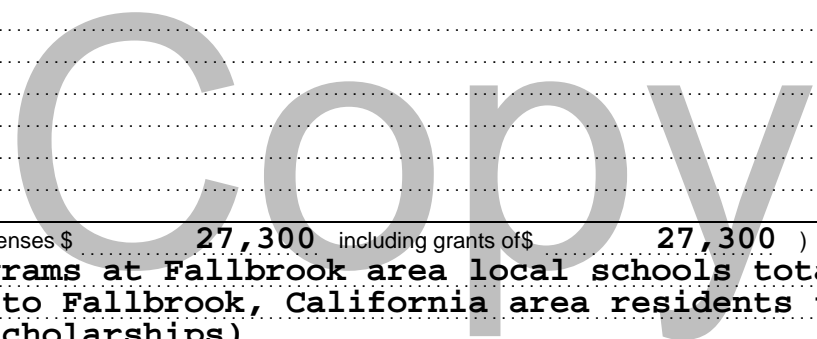 Copy
enses $ 27,300 including grants of $ 27,300 )
rams at Fallbrook area local schools tota
to Fallbrook, California area residents
cholarships)